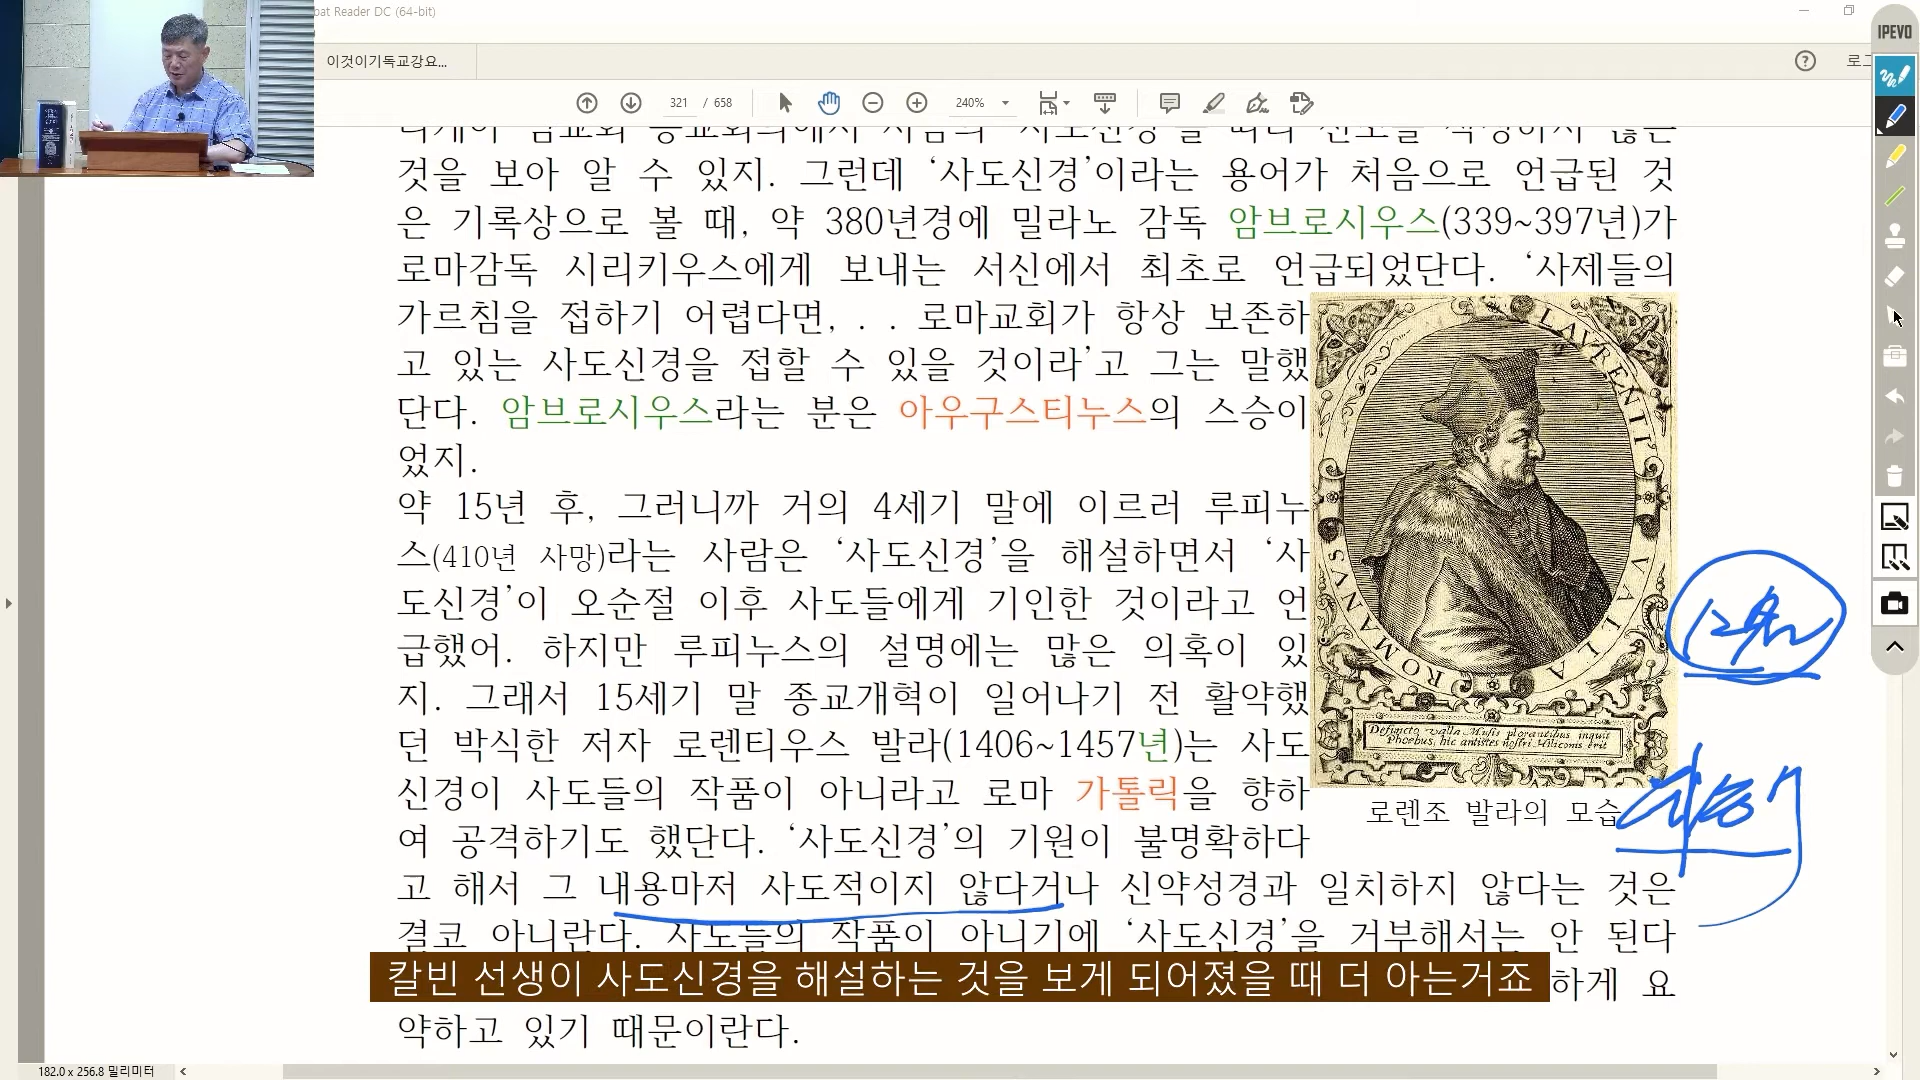 bat Reader DC (64-bit)
이것이기독교강요...
로그
321 / 658
240%
IPEVO
것을 보아 알 수 있지. 그런데 ‘사도신경’이라는 용어가 처음으로 언급된 것
은 기록상으로 볼 때, 약 380년경에 밀라노 감독 암브로시우스(339~397년)가
로마감독 시리키우스에게 보내는 서신에서 최초로 언급되었단다. ‘사제들의
가르침을 접하기 어렵다면, . . 로마교회가 항상 보존하
고 있는 사도신경을 접할 수 있을 것이라’고 그는 말했
단다. 암브로시우스라는 분은 아우구스티누스의 스승이
었지.
약 15년 후, 그러니까 거의 4세기 말에 이르러 루피누
스(410년 사망)라는 사람은 ‘사도신경’을 해설하면서 ‘사
도신경’이 오순절 이후 사도들에게 기인한 것이라고 언
급했어. 하지만 루피누스의 설명에는 많은 의혹이 있
지. 그래서 15세기 말 종교개혁이 일어나기 전 활약했
던 박식한 저자 로렌티우스 발라(1406~1457년)는 사도
신경이 사도들의 작품이 아니라고 로마 가톨릭을 향하
여 공격하기도 했단다. ‘사도신경’의 기원이 불명확하다
고 해서 그 내용마저 사도적이지 않다거나 신약성경과 일치하지 않다는 것은
결코 아니란다. 사도들의 작품이 아니기에 ‘사도신경’을 거부해서는 안 된다
하게 요
약하고 있기 때문이란다.
LAVRENTII VALLA ROMANVS
Defuncto valla Musis plorantibus inquit
Phoebus, hic antistes nostri Heliconis erit
로렌조 발라의 모습
12
칼빈 선생이 사도신경을 해설하는 것을 보게 되어졌을 때 더 아는거죠
182.0 x 256.8 밀리미터